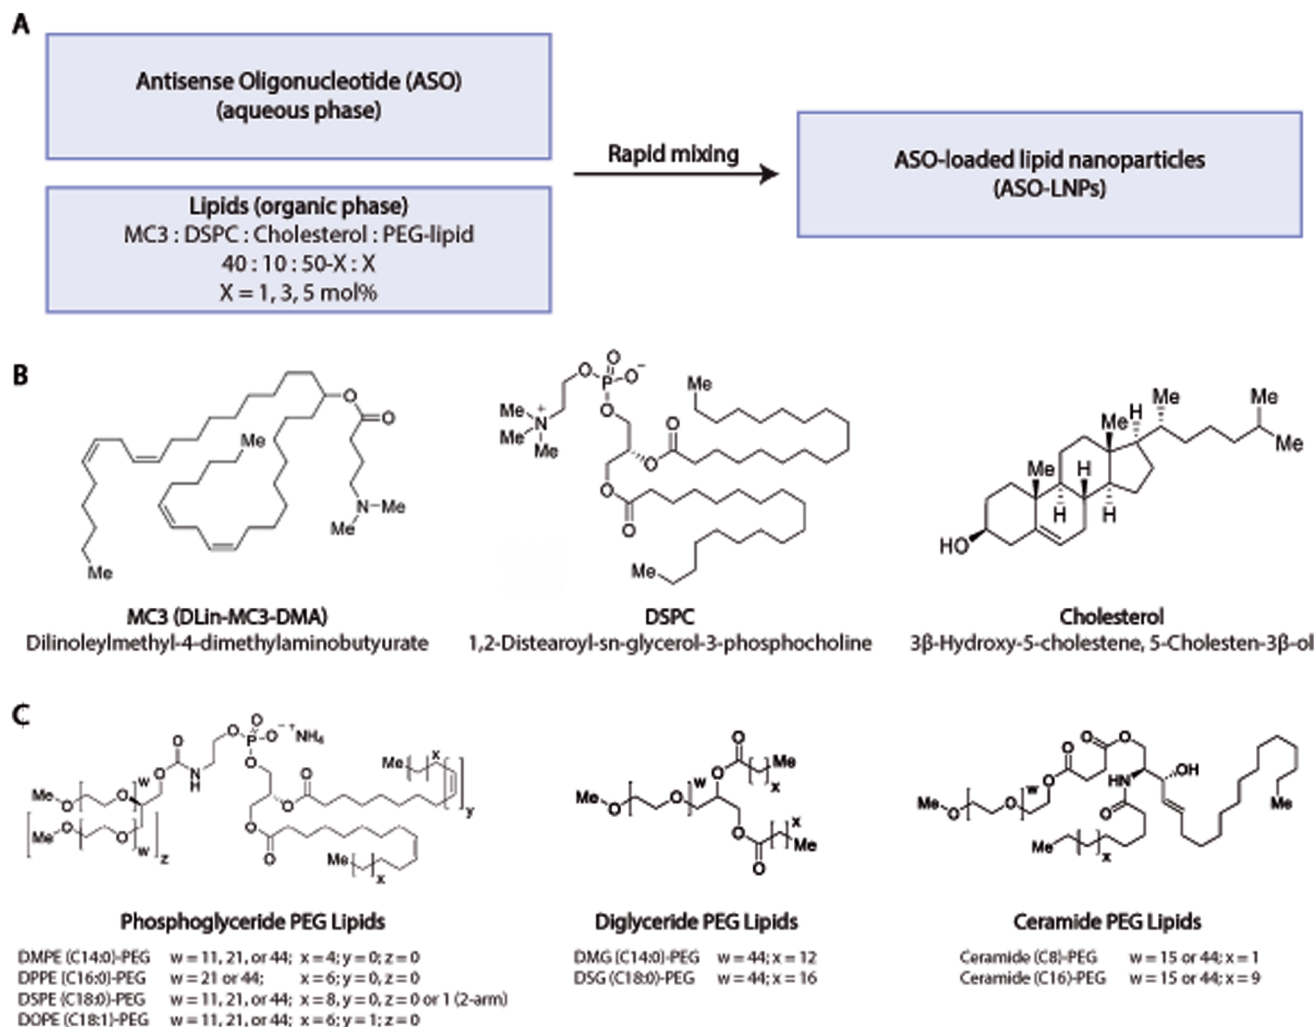 A
Antisense Oligonucleotide (ASO)
(aqueous phase)
Lipids (organic phase)
MC3 : DSPC : Cholesterol : PEG-lipid
40 : 10 : 50-X : X
X = 1, 3, 5 mol%
Rapid mixing
ASO-loaded lipid nanoparticles
(ASO-LNPs)
B
Me
Me
O
O
N
Me
Me
MC3 (DLin-MC3-DMA)
Dilinoleylmethyl-4-dimethylaminobutyurate
O
O
P
O⁻
O
Me
Me
N⁺
Me
Me
O
O
O
O
Me
DSPC
1,2-Distearoyl-sn-glycerol-3-phosphocholine
Me
Me
H
Me
Me
Me
H
H
H
HO
Cholesterol
3β-Hydroxy-5-cholestene, 5-Cholesten-3β-ol
C
O
O
P
O⁻ ⁺NH₄
O
O
O
N
H
Me
O
O
w
Me
O
O
w
z
O
O
O
O
Me
x
y
Me
x
Phosphoglyceride PEG Lipids
DMPE (C14:0)-PEG w = 11, 21, or 44; x = 4; y = 0; z = 0
DPPE (C16:0)-PEG w = 21 or 44; x = 6; y = 0, z = 0
DSPE (C18:0)-PEG w = 11, 21, or 44; x = 8, y = 0, z = 0 or 1 (2-arm)
DOPE (C18:1)-PEG w = 11, 21, or 44; x = 6; y = 1; z = 0
O
Me
x
Me
O
O
w
O
O
O
x
Me
Diglyceride PEG Lipids
DMG (C14:0)-PEG w = 44; x = 12
DSG (C18:0)-PEG w = 44; x = 16
O
O
O
O
Me
O
O
w
HN
OH
O
Me
x
Me
Ceramide PEG Lipids
Ceramide (C8)-PEG w = 15 or 44; x = 1
Ceramide (C16)-PEG w = 15 or 44; x = 9